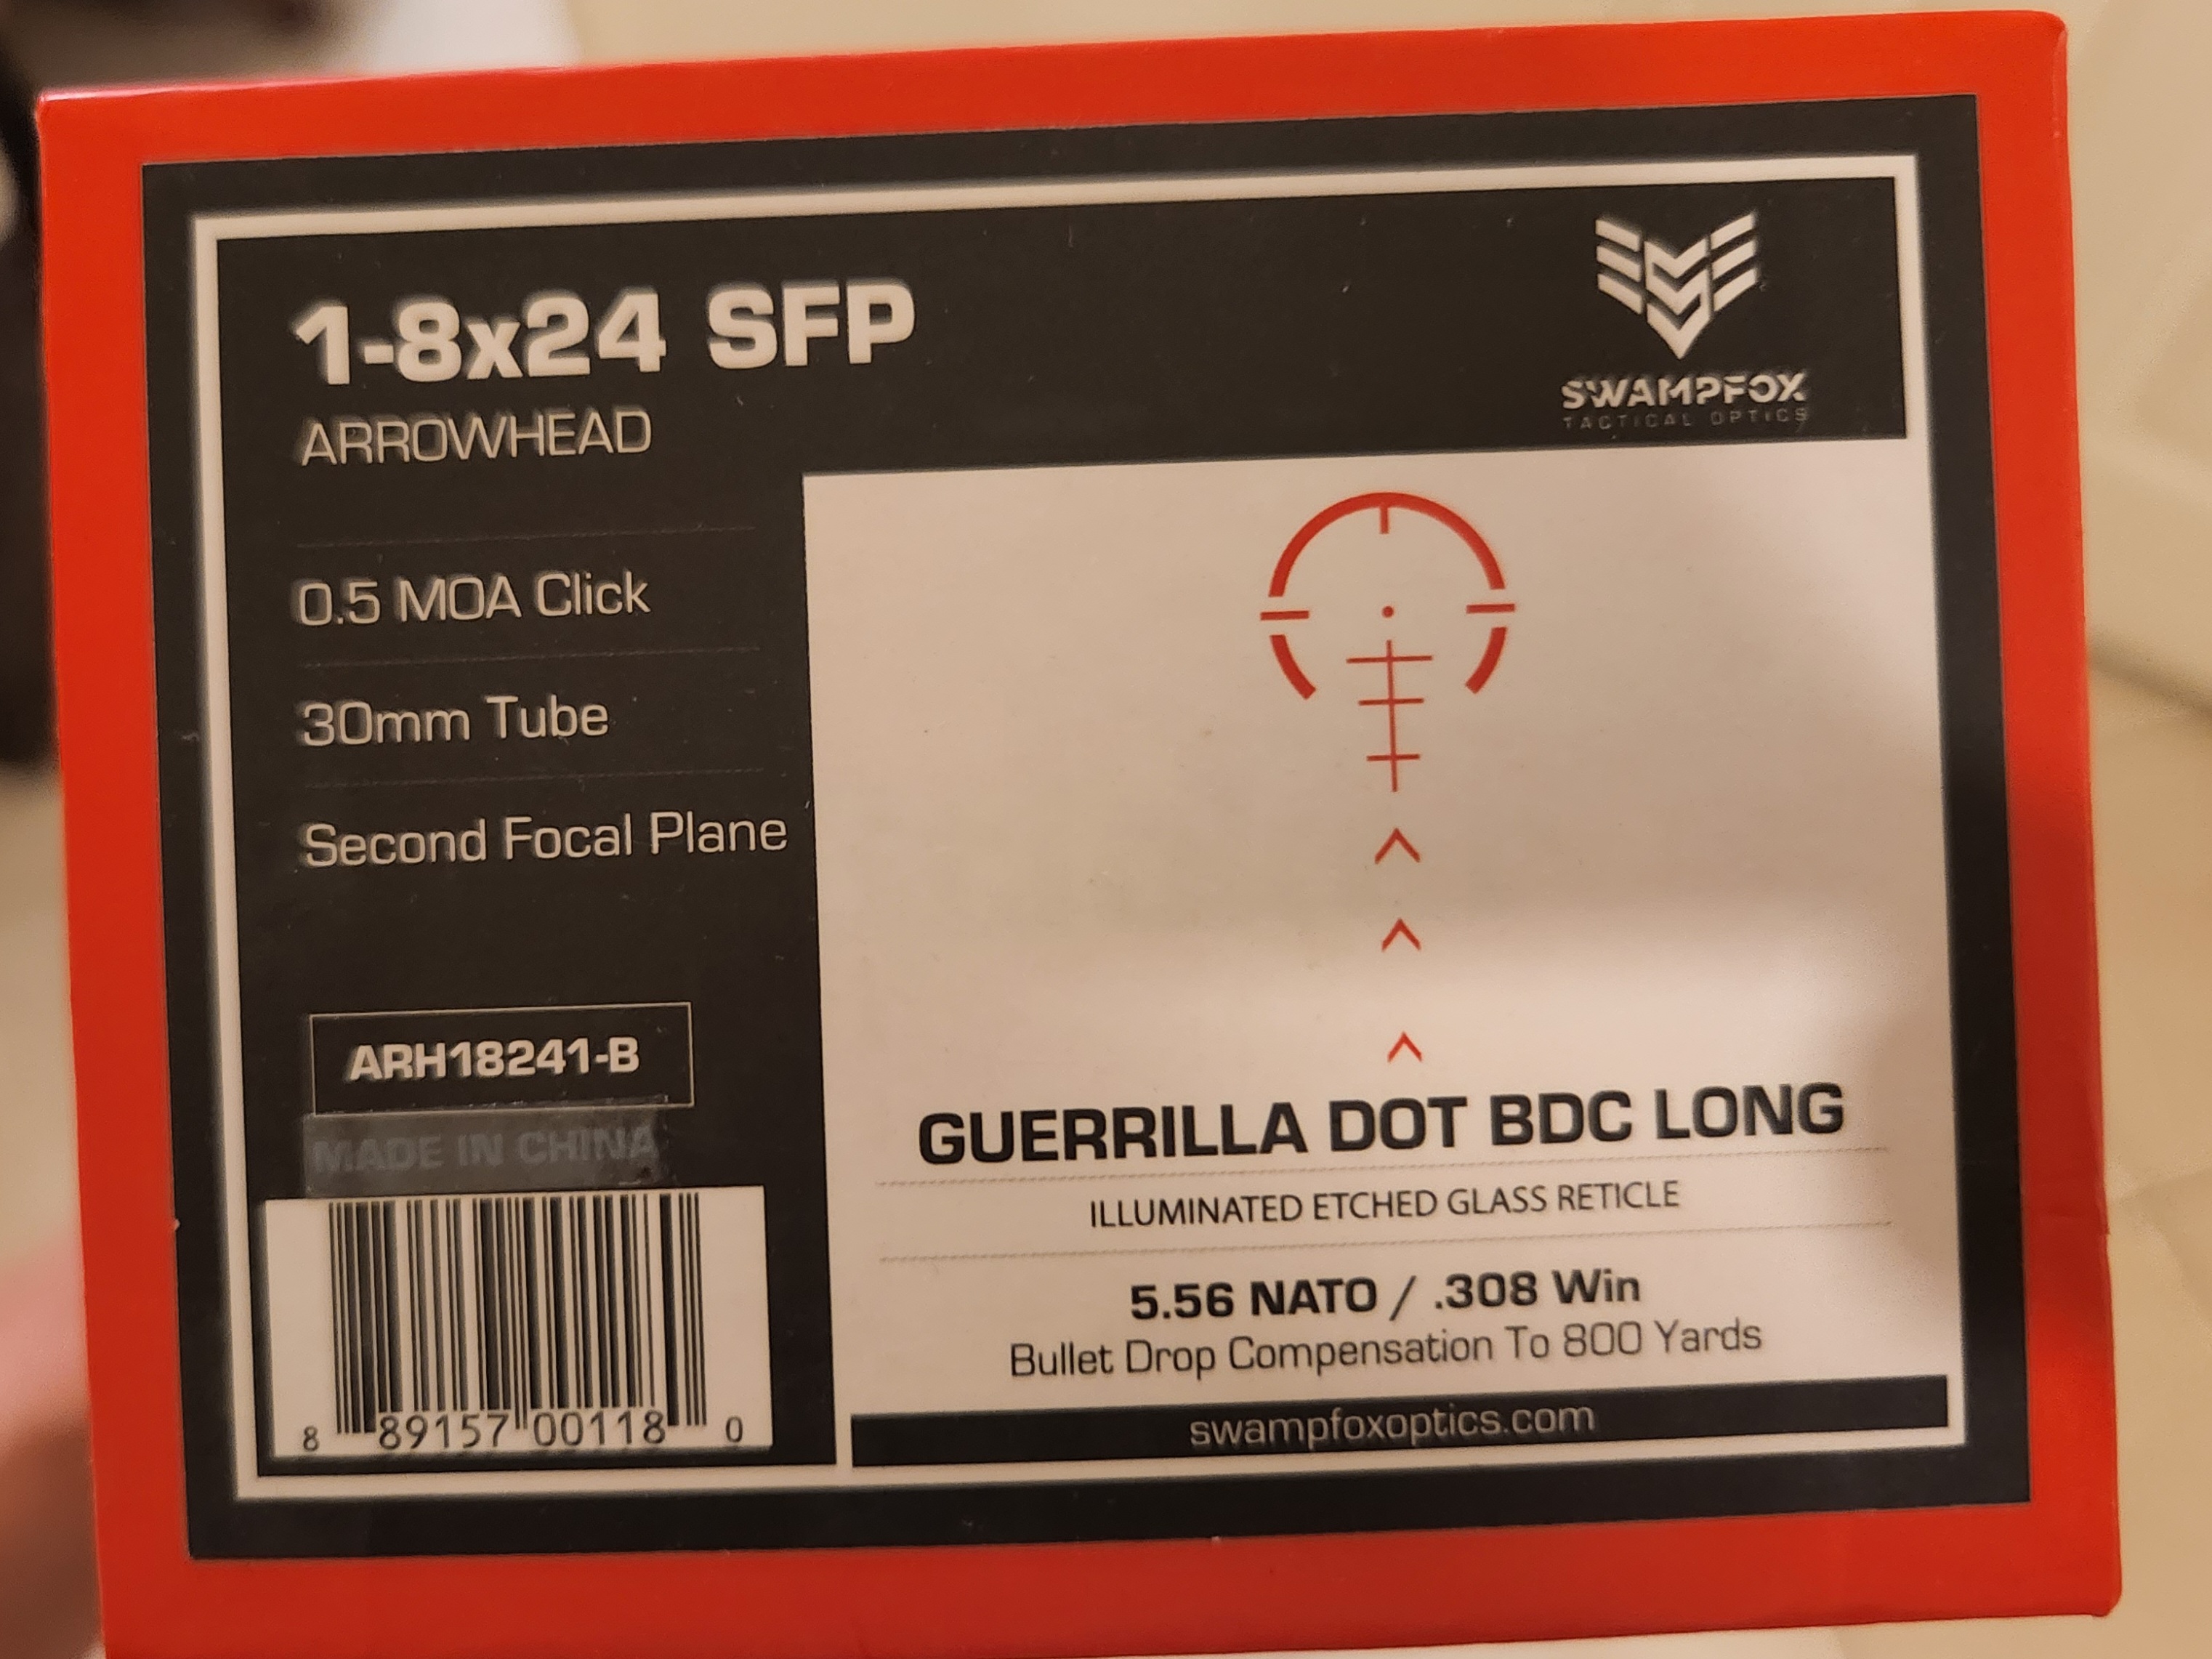 1-8x24 SFP
ARROWHEAD
SWAMPFOX
TACTICAL OPTICS
0.5 MOA Click
30mm Tube
Second Focal Plane
ARH18241-B
MADE IN CHINA
8 89157 00118 0
GUERRILLA DOT BDC LONG
ILLUMINATED ETCHED GLASS RETICLE
5.56 NATO / .308 Win
Bullet Drop Compensation To 800 Yards
swampfoxoptics.com